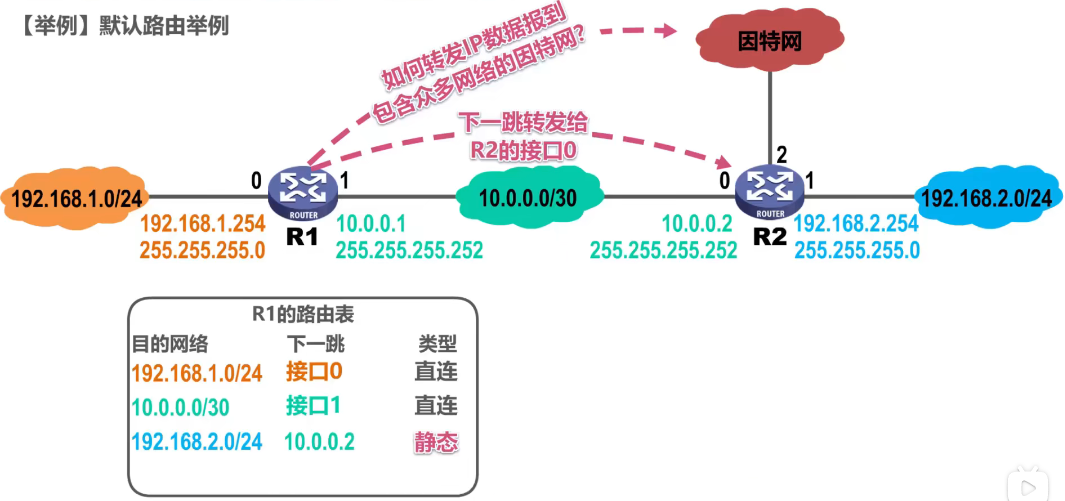 【举例】默认路由举例
如何转发IP数据报到
包含众多网络的因特网?
因特网
下一跳转发给
R2的接口0
2
192.168.1.0/24
0
ROUTER
1
10.0.0.0/30
0
ROUTER
1
192.168.2.0/24
192.168.1.254
255.255.255.0
R1
10.0.0.1
255.255.255.252
10.0.0.2
255.255.255.252
R2
192.168.2.254
255.255.255.0
R1的路由表
目的网络 下一跳 类型
192.168.1.0/24 接口0 直连
10.0.0.0/30 接口1 直连
192.168.2.0/24 10.0.0.2 静态